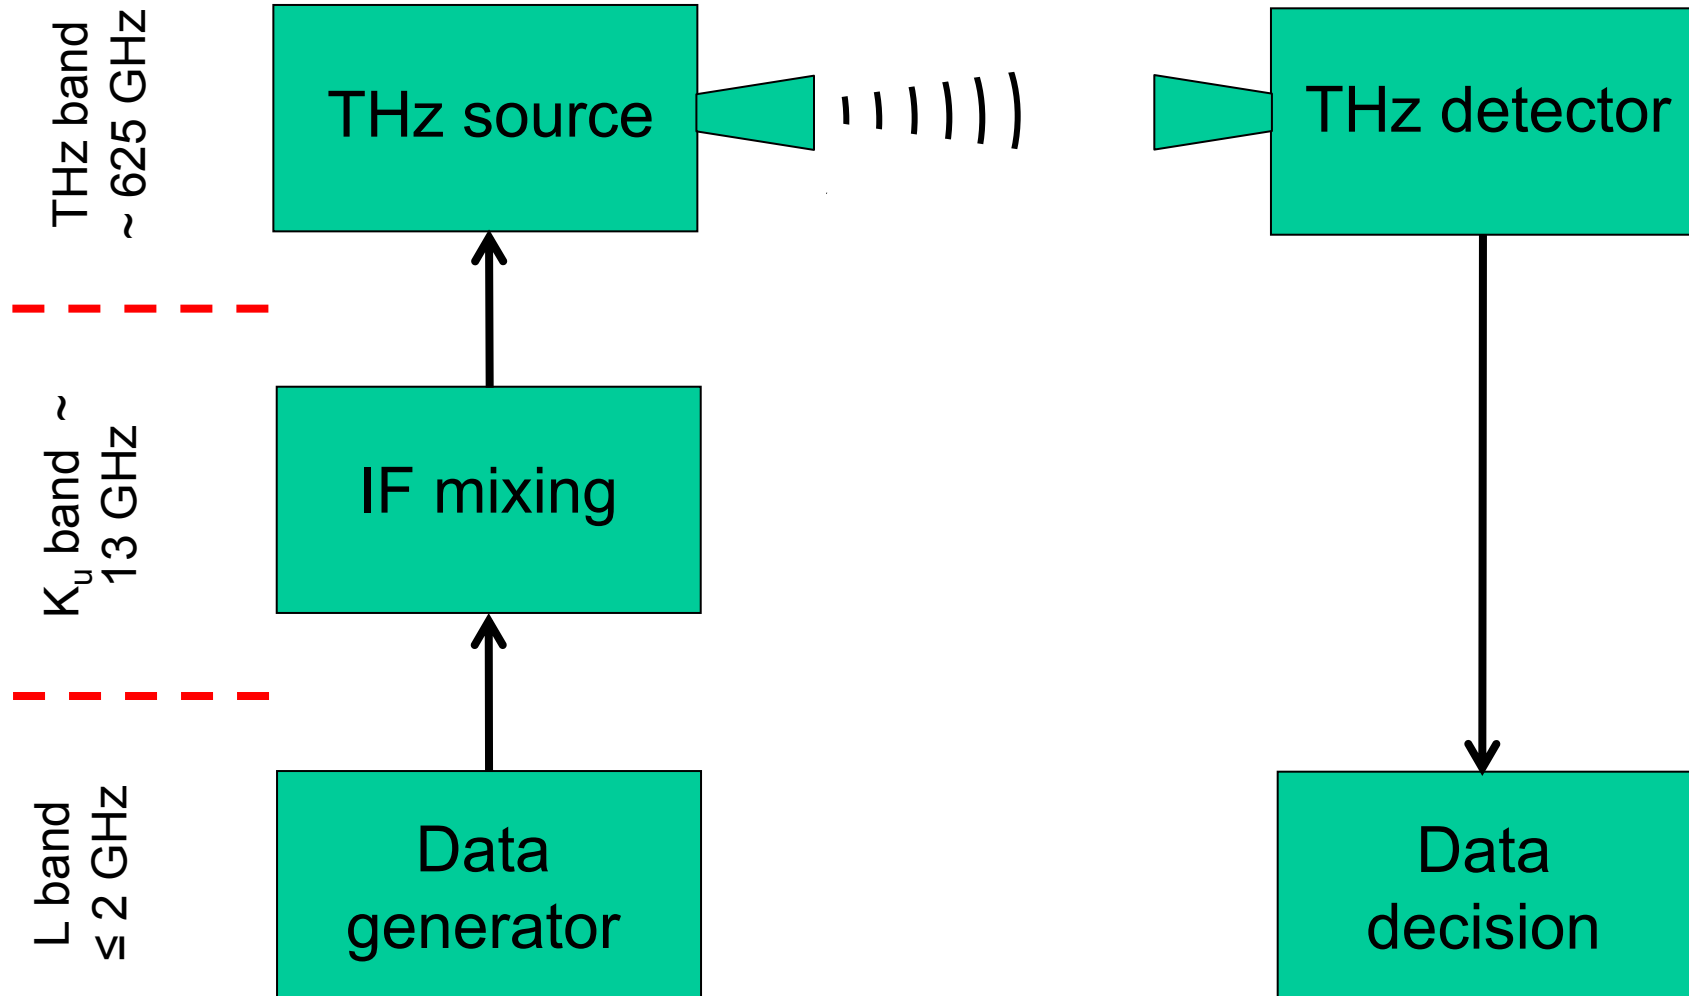 THz band
~ 625 GHz
THz source
THz detector
Ku band ~
13 GHz
IF mixing
L band
≤ 2 GHz
Data
generator
Data
decision